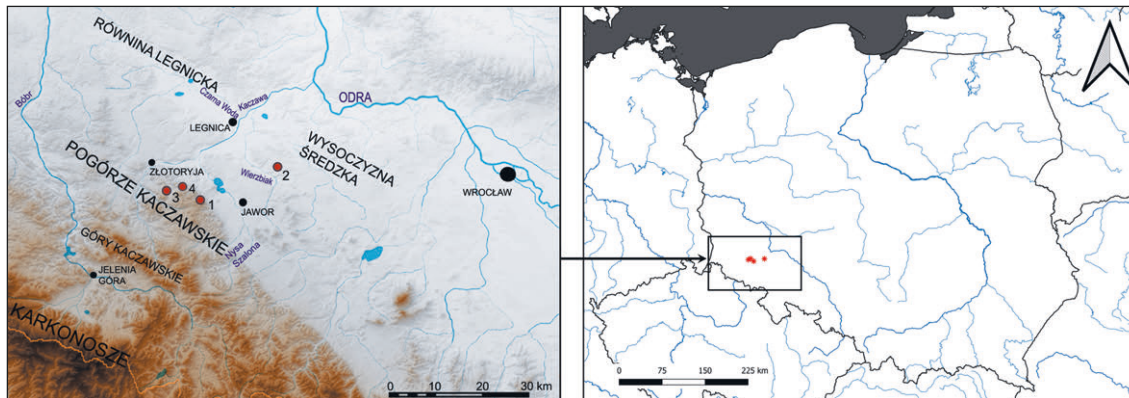 RÓWNINA LEGNICKA
Bóbr
Czarna Woda
Kaczawa
ODRA
LEGNICA
WYSOCZYZNA
ŚREDZKA
POGÓRZE KACZAWSKIE
ZŁOTORYJA
Wierzbiak
2
WROCŁAW
4
3
1
JAWOR
GÓRY KACZAWSKIE
Nysa
Szalona
JELENIA
GÓRA
KARKONOSZE
0 10 20 30 km
0 75 150 225 km